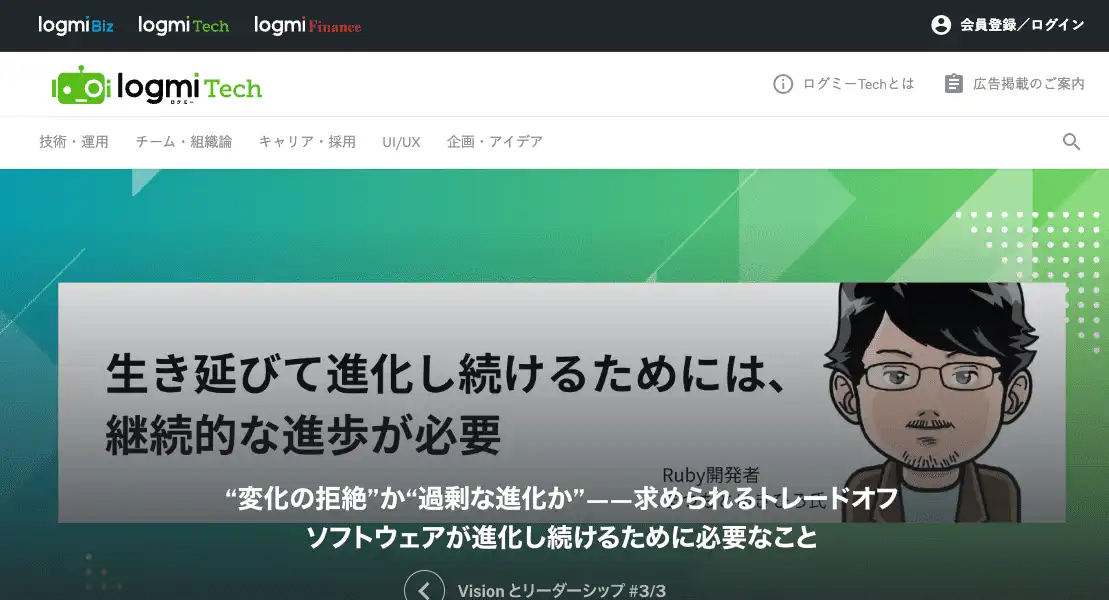 logmi Biz logmi Tech logmi Finance 会員登録／ログイン
logmi Tech ログミーTechとは 広告掲載のご案内
ログミー
技術・運用 チーム・組織論 キャリア・採用 UI/UX 企画・アイデア
生き延びて進化し続けるためには、
継続的な進歩が必要
Ruby開発者
“変化の拒絶”か“過剰な進化か”——求められるトレードオフ
ソフトウェアが進化し続けるために必要なこと
Vision とリーダーシップ #3/3